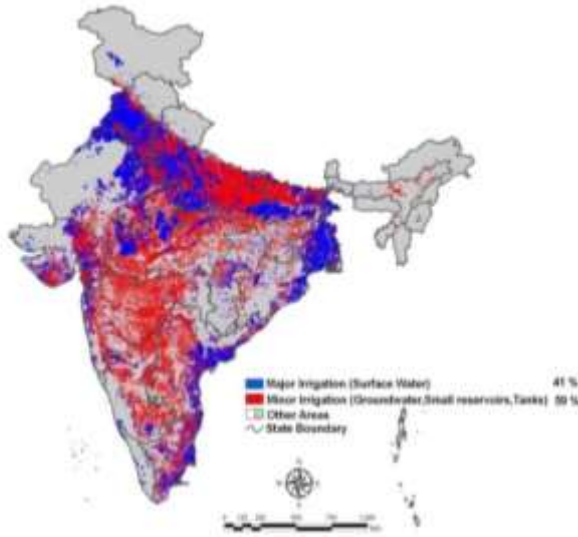 Major Irrigation (Surface Water) 41 %
Minor Irrigation (Groundwater,Small reservoirs,Tanks) 59 %
Other Areas
State Boundary